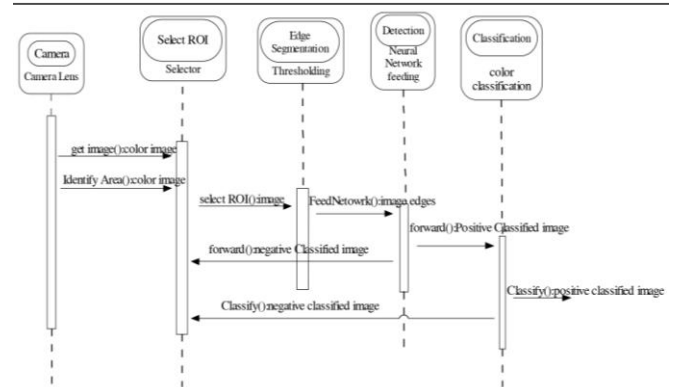 Camera
Camera Lens
Select ROI
Selector
Edge
Segmentation
Thresholding
Detection
Neural
Network
feeding
Classification
color
classification
get image():color image
Identify Area():color image
select ROI():image
FeedNetowrk():image edges
forward():Positive Classified image
forward():negative Classified image
Classify():positive classified image
Classify():negative classified image